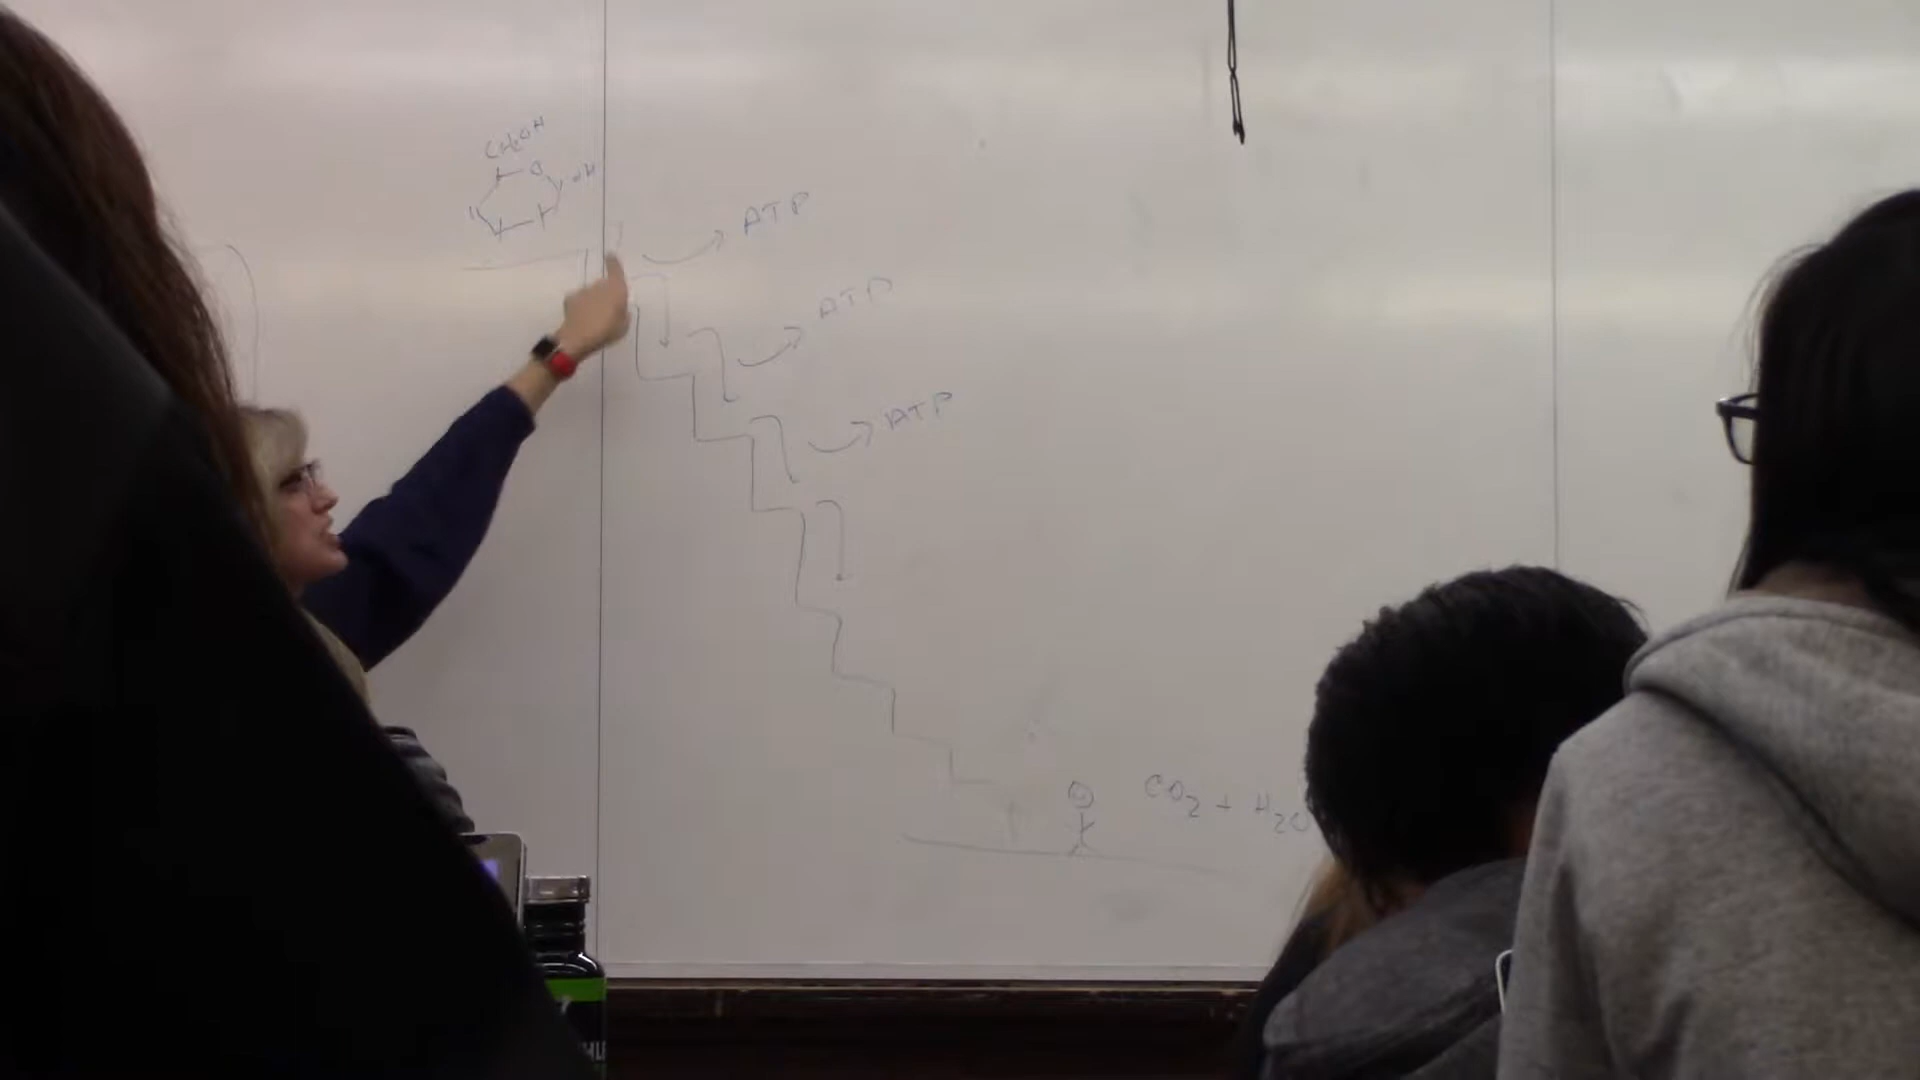 CH₂OH
O
OH
ATP
ATP
ATP
CO₂ + H₂O